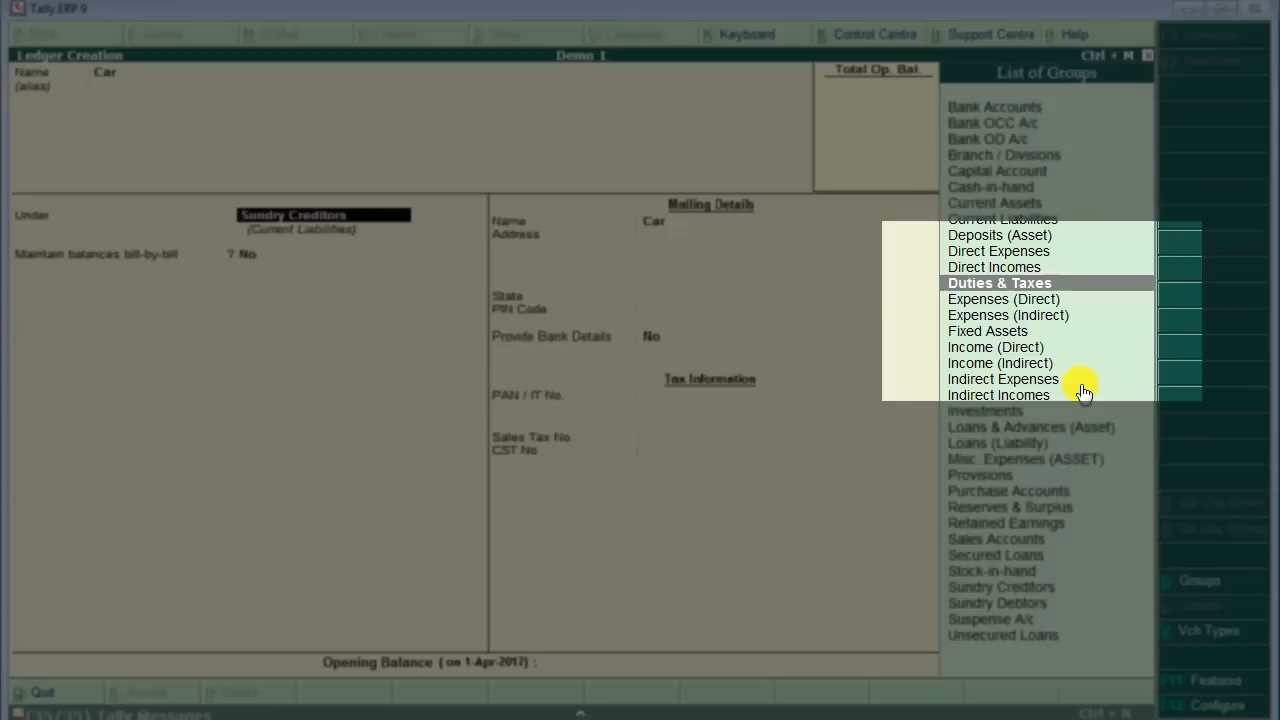 Tally.ERP 9
Keyboard
Control Centre
Support Centre
Help
Ledger Creation
Demo 1
Ctrl + M
Name
Car
(alias)
Total Op. Bal.
List of Groups
Bank Accounts
Bank OCC A/c
Bank OD A/c
Branch / Divisions
Capital Account
Cash-in-hand
Current Assets
Current Liabilities
Deposits (Asset)
Direct Expenses
Direct Incomes
Duties & Taxes
Expenses (Direct)
Expenses (Indirect)
Fixed Assets
Income (Direct)
Income (Indirect)
Indirect Expenses
Indirect Incomes
Investments
Loans & Advances (Asset)
Loans (Liability)
Misc. Expenses (ASSET)
Provisions
Purchase Accounts
Reserves & Surplus
Retained Earnings
Sales Accounts
Secured Loans
Stock-in-hand
Sundry Creditors
Sundry Debtors
Suspense A/c
Unsecured Loans
Under
Sundry Creditors
(Current Liabilities)
Maintain balances bill-by-bill
? No
Mailing Details
Name : Car
Address :
State :
PIN Code :
Provide Bank Details : No
Tax Information
PAN / IT No. :
Sales Tax No.
CST No :
Opening Balance ( on 1-Apr-2017) :
Groups
Vch Types
F11: Features
F12: Configure
Q: Quit
(35/35) Tally Messages
Ctrl + N